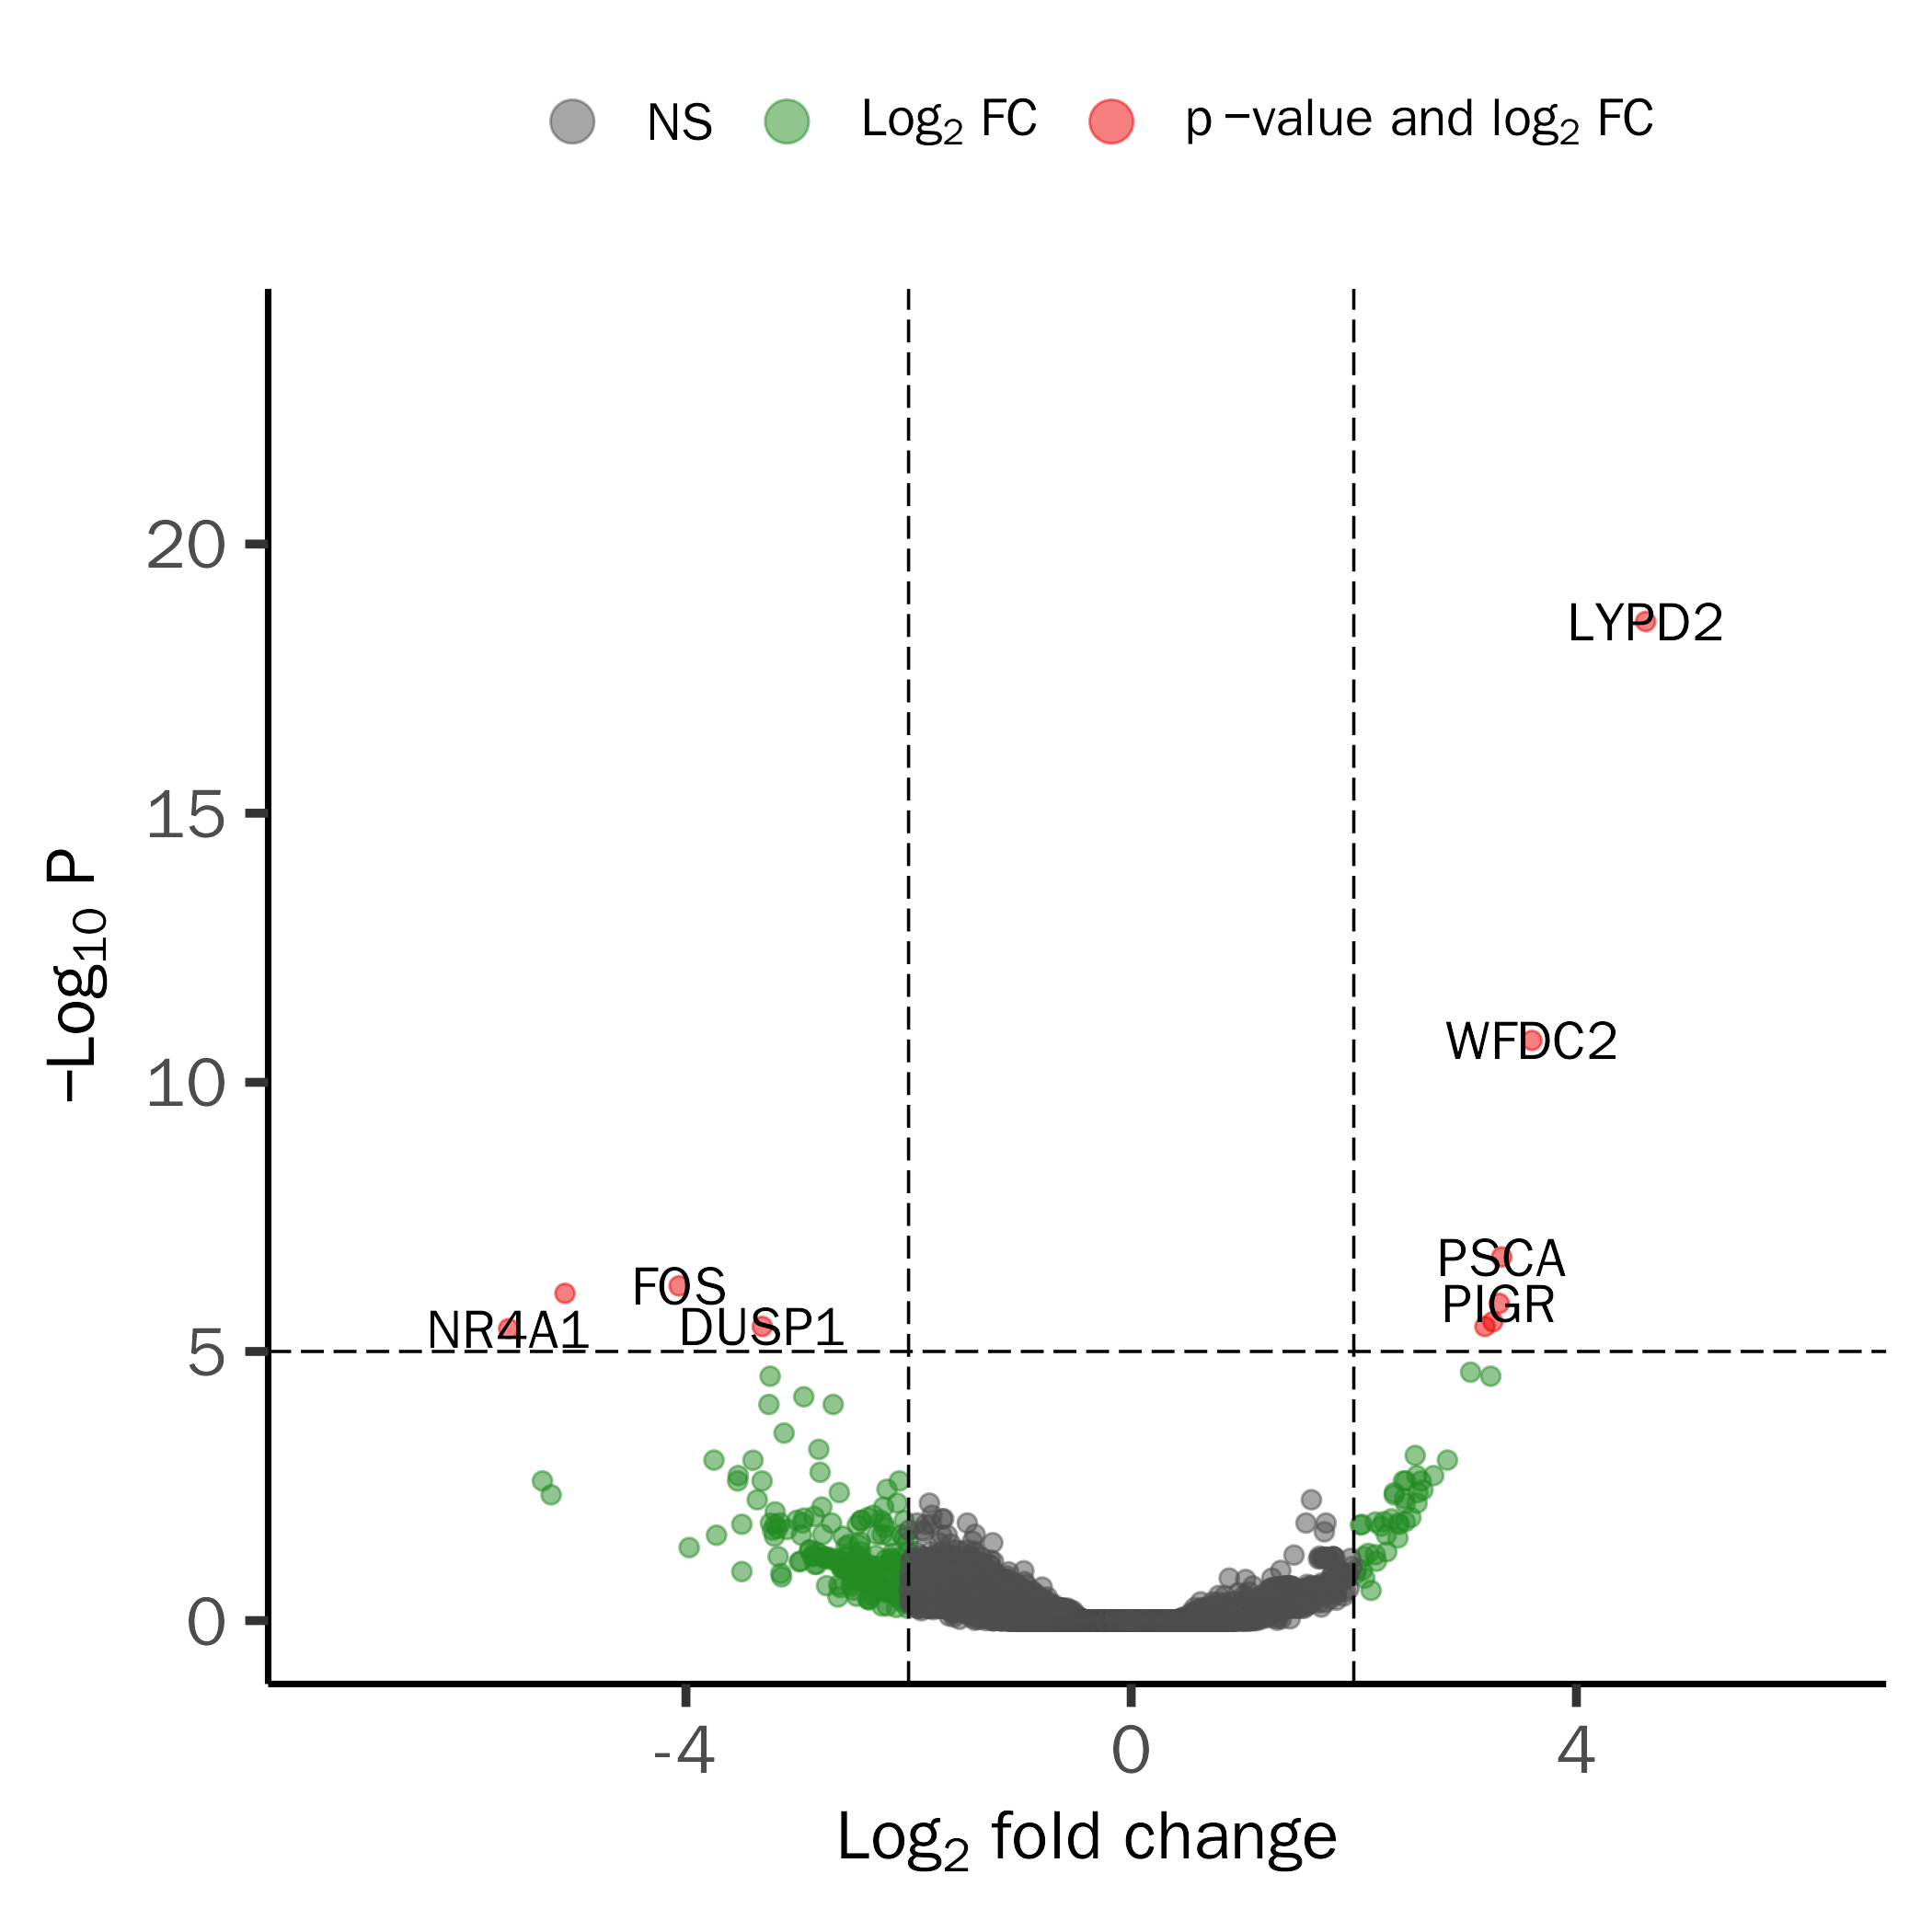 NS Log2 FC p −value and log2 FC
20
15
10
5
0
−Log10 P
LYPD2
WFDC2
PSCA
PIGR
FOS
DUSP1
NR4A1
-4 0 4
Log2 fold change